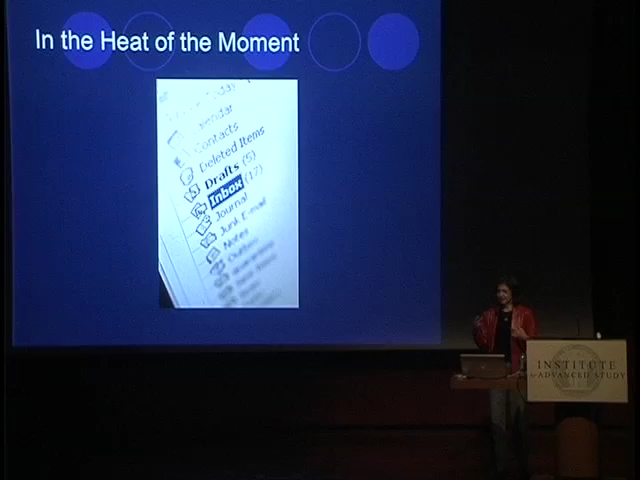 In the Heat of the Moment
Calendar
Contacts
Deleted Items
Drafts (5)
Inbox (17)
Journal
Junk E-mail
Notes
INSTITUTE
for ADVANCED STUDY